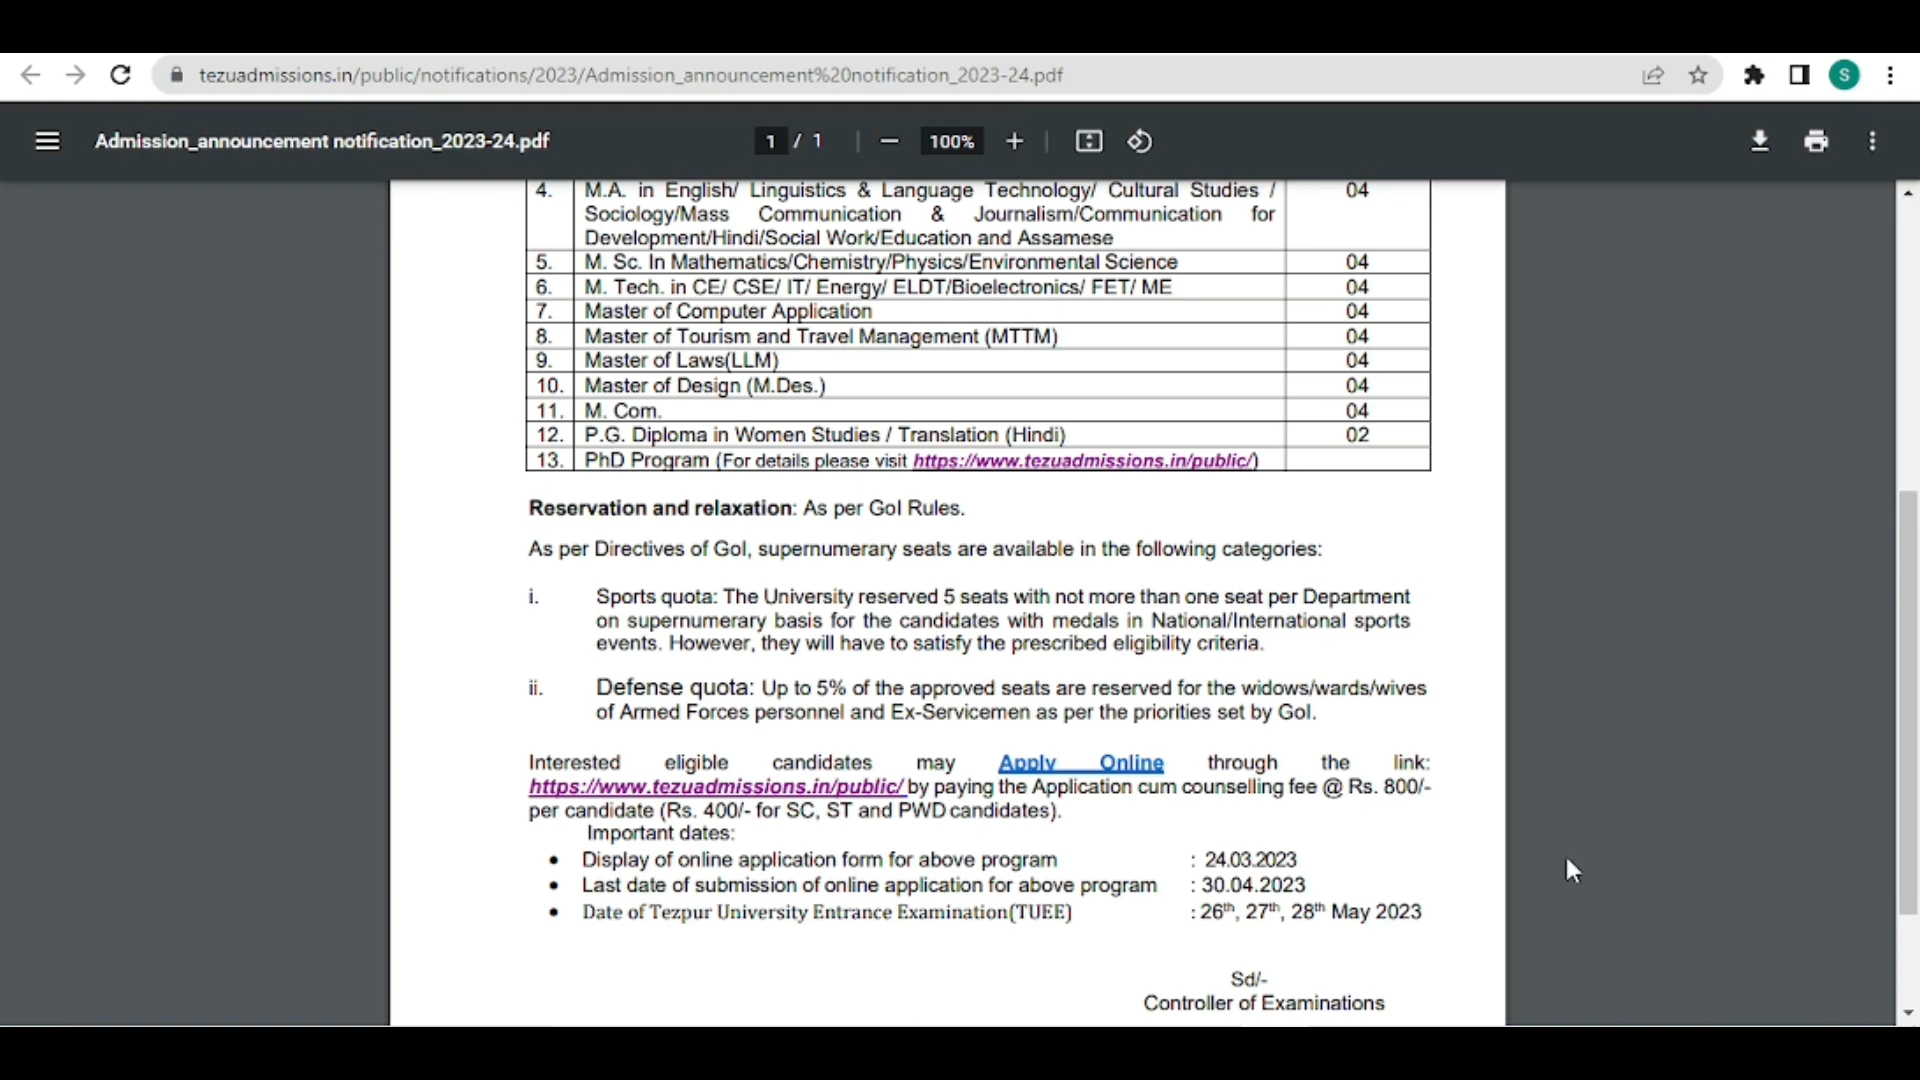 tezuadmissions.in/public/notifications/2023/Admission_announcement%20notification_2023-24.pdf
S
Admission_announcement notification_2023-24.pdf
1 / 1
100%
4. M.A. in English/ Linguistics & Language Technology/ Cultural Studies / 04
Sociology/Mass Communication & Journalism/Communication for
Development/Hindi/Social Work/Education and Assamese
5. M. Sc. In Mathematics/Chemistry/Physics/Environmental Science 04
6. M. Tech. in CE/ CSE/ IT/ Energy/ ELDT/Bioelectronics/ FET/ ME 04
7. Master of Computer Application 04
8. Master of Tourism and Travel Management (MTTM) 04
9. Master of Laws(LLM) 04
10. Master of Design (M.Des.) 04
11. M. Com. 04
12. P.G. Diploma in Women Studies / Translation (Hindi) 02
13. PhD Program (For details please visit https://www.tezuadmissions.in/public/)
Reservation and relaxation: As per GoI Rules.
As per Directives of GoI, supernumerary seats are available in the following categories:
i. Sports quota: The University reserved 5 seats with not more than one seat per Department
on supernumerary basis for the candidates with medals in National/International sports
events. However, they will have to satisfy the prescribed eligibility criteria.
ii. Defense quota: Up to 5% of the approved seats are reserved for the widows/wards/wives
of Armed Forces personnel and Ex-Servicemen as per the priorities set by GoI.
Interested eligible candidates may Apply Online through the link:
https://www.tezuadmissions.in/public/ by paying the Application cum counselling fee @ Rs. 800/-
per candidate (Rs. 400/- for SC, ST and PWD candidates).
Important dates:
• Display of online application form for above program : 24.03.2023
• Last date of submission of online application for above program : 30.04.2023
• Date of Tezpur University Entrance Examination(TUEE) : 26th, 27th, 28th May 2023
Sd/-
Controller of Examinations